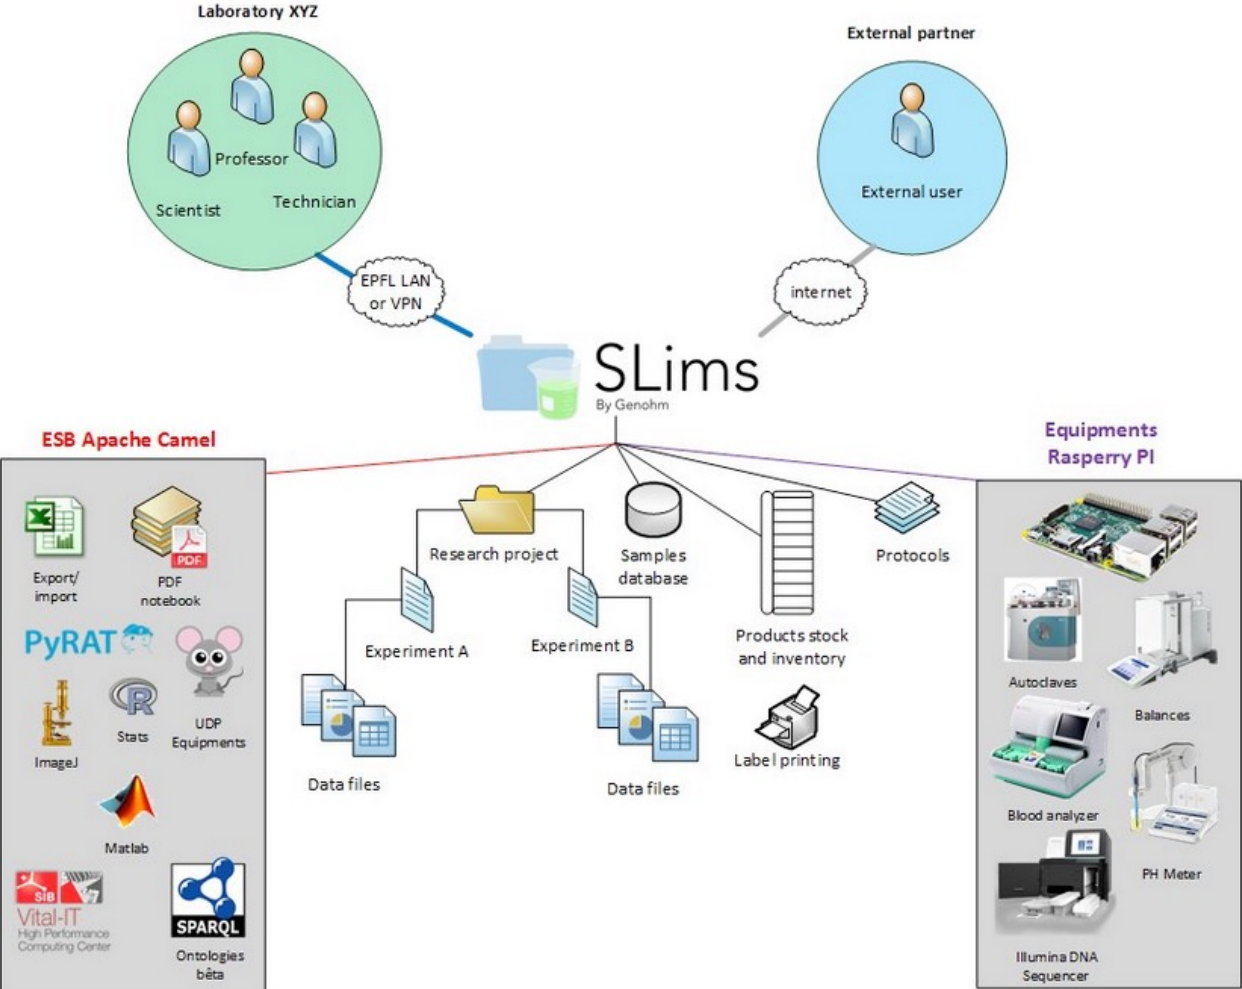 Laboratory XYZ
External partner
Professor
Scientist
Technician
External user
EPFL LAN
or VPN
internet
SLims
By Genohm
ESB Apache Camel
Equipments
Rasperry PI
Export/
import
PDF
PDF
notebook
PyRAT
ImageJ
R
Stats
UDP
Equipments
Matlab
SIB
Vital-IT
High Performance
Computing Center
SPARQL
Ontologies
bêta
Research project
Experiment A
Experiment B
Data files
Data files
Samples
database
Products stock
and inventory
Label printing
Protocols
Autoclaves
Balances
Blood analyzer
PH Meter
Illumina DNA
Sequencer